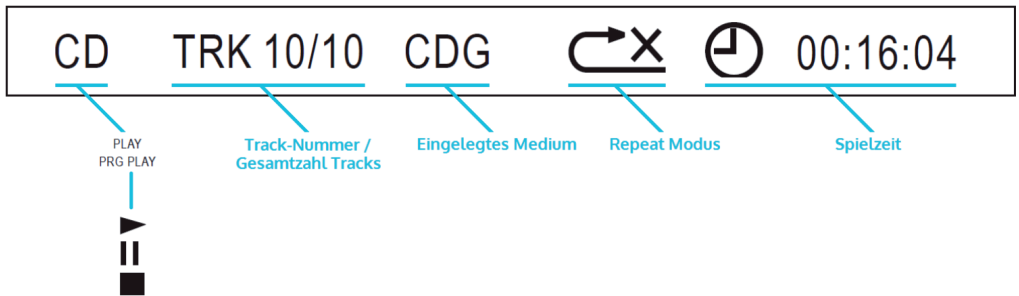 CD TRK 10/10 CDG 00:16:04
PLAY
PRG PLAY
Track-Nummer /
Gesamtzahl Tracks
Eingelegtes Medium
Repeat Modus
Spielzeit